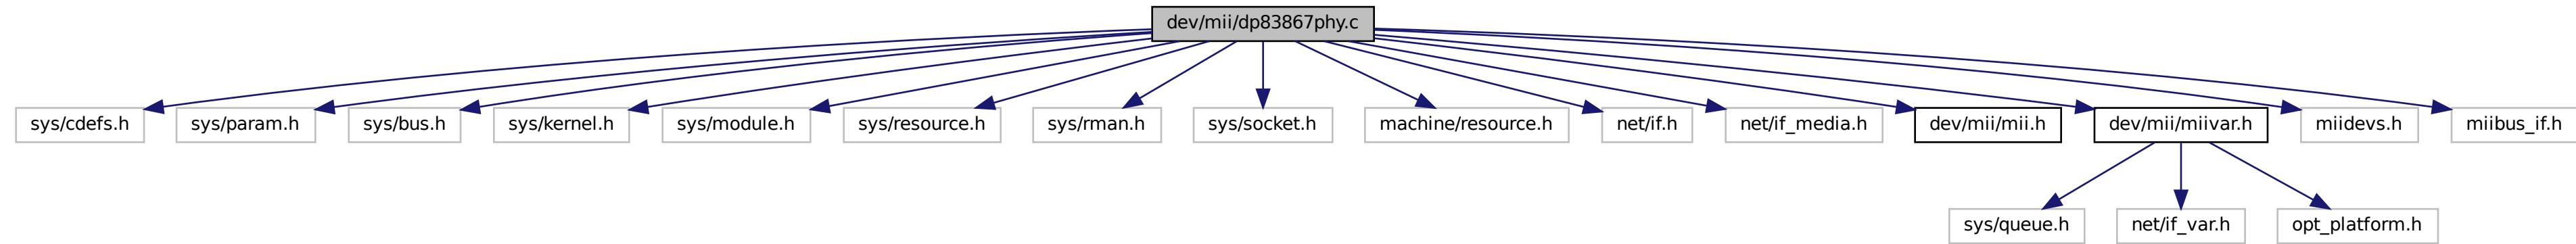 dev/mii/dp83867phy.c
sys/cdefs.h
sys/param.h
sys/bus.h
sys/kernel.h
sys/module.h
sys/resource.h
sys/rman.h
sys/socket.h
machine/resource.h
net/if.h
net/if_media.h
dev/mii/mii.h
dev/mii/miivar.h
miidevs.h
miibus_if.h
sys/queue.h
net/if_var.h
opt_platform.h